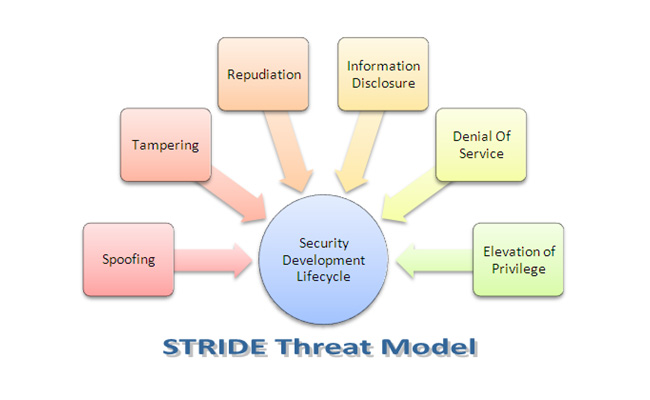 Repudiation
Information
Disclosure
Tampering
Denial Of
Service
Spoofing
Security
Development
Lifecycle
Elevation of
Privilege
STRIDE Threat Model